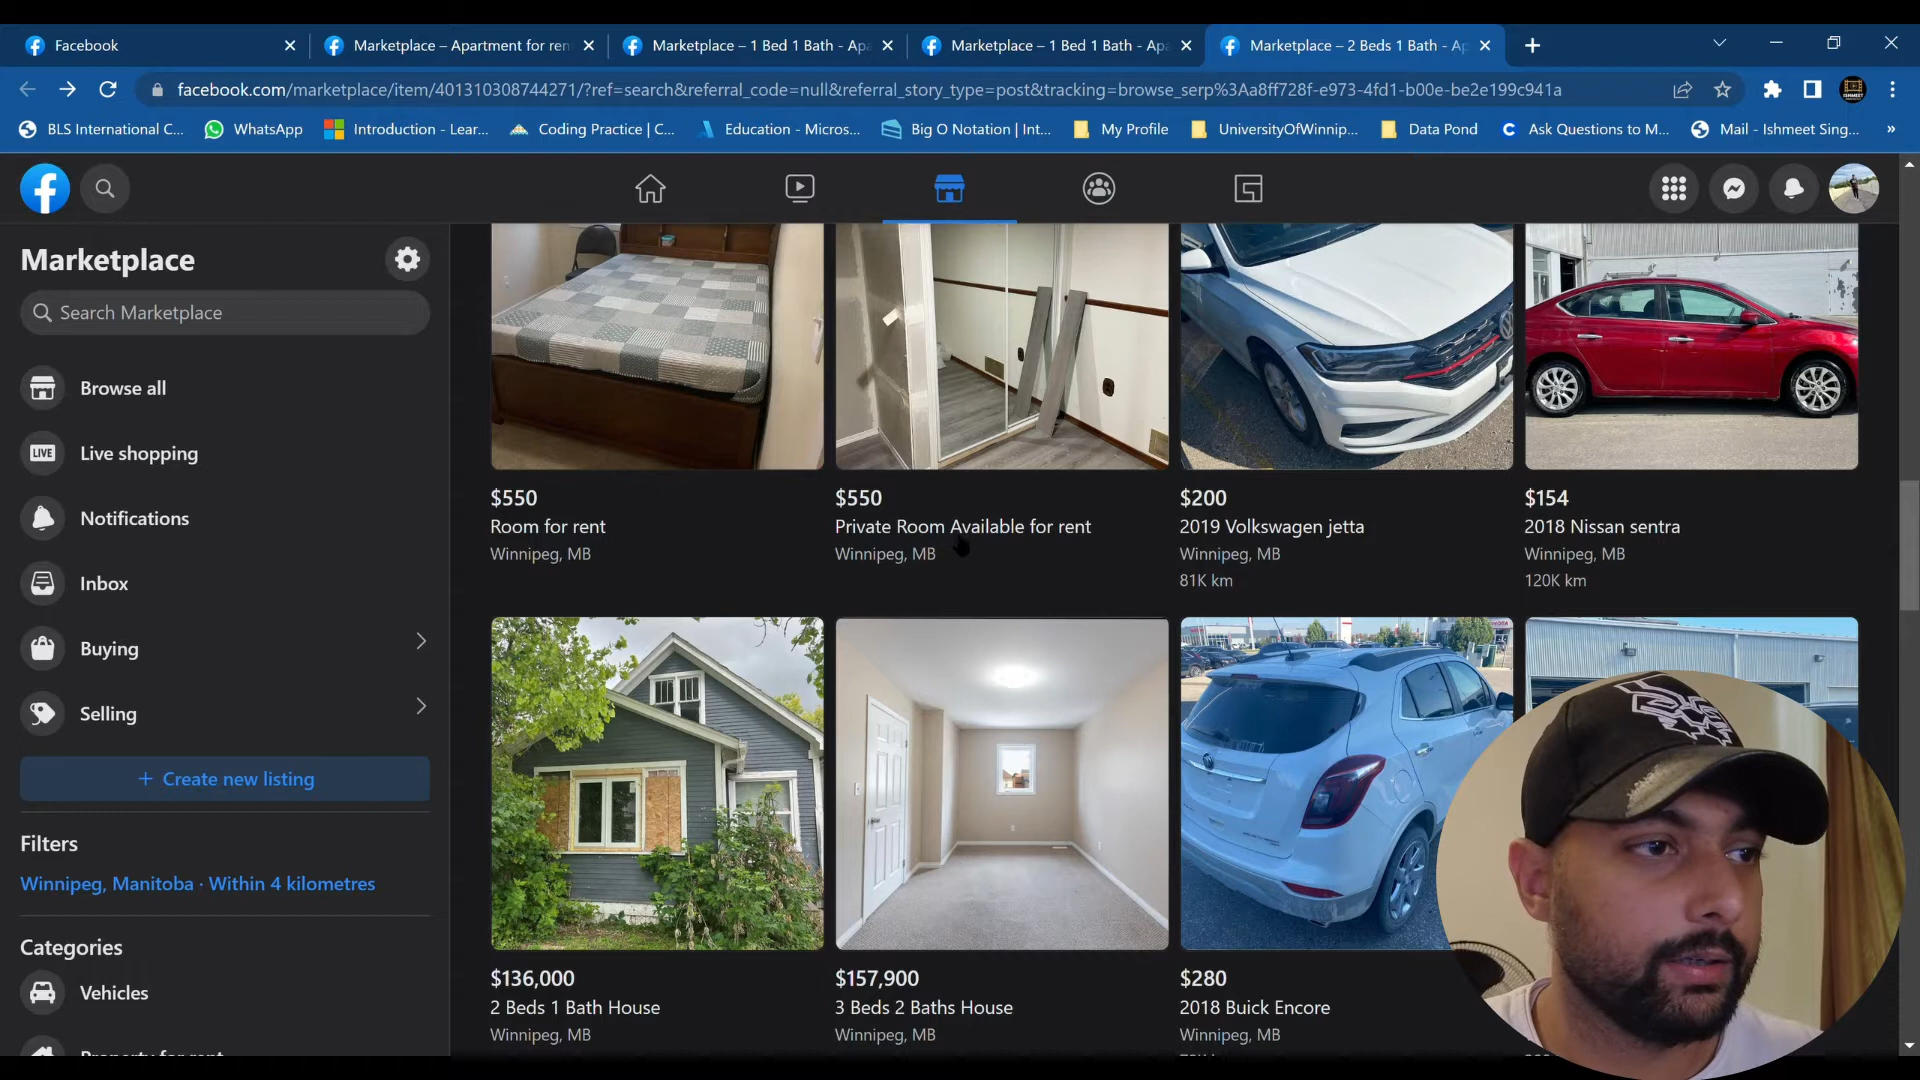 Facebook
Marketplace – Apartment for ren
Marketplace – 1 Bed 1 Bath - Apa
Marketplace – 1 Bed 1 Bath - Apa
Marketplace – 2 Beds 1 Bath - Ap
facebook.com/marketplace/item/401310308744271/?ref=search&referral_code=null&referral_story_type=post&tracking=browse_serp%3Aa8ff728f-e973-4fd1-b00e-be2e199c941a
BLS International C...
WhatsApp
Introduction - Lear...
Coding Practice | C...
Education - Micros...
Big O Notation | Int...
My Profile
UniversityOfWinnip...
Data Pond
Ask Questions to M...
Mail - Ishmeet Sing...
»
Marketplace
Search Marketplace
Browse all
LIVE Live shopping
Notifications
Inbox
Buying
Selling
+ Create new listing
Filters
Winnipeg, Manitoba · Within 4 kilometres
Categories
Vehicles
Property for rent
$550
Room for rent
Winnipeg, MB
$550
Private Room Available for rent
Winnipeg, MB
$200
2019 Volkswagen jetta
Winnipeg, MB
81K km
$154
2018 Nissan sentra
Winnipeg, MB
120K km
$136,000
2 Beds 1 Bath House
Winnipeg, MB
$157,900
3 Beds 2 Baths House
Winnipeg, MB
$280
2018 Buick Encore
Winnipeg, MB